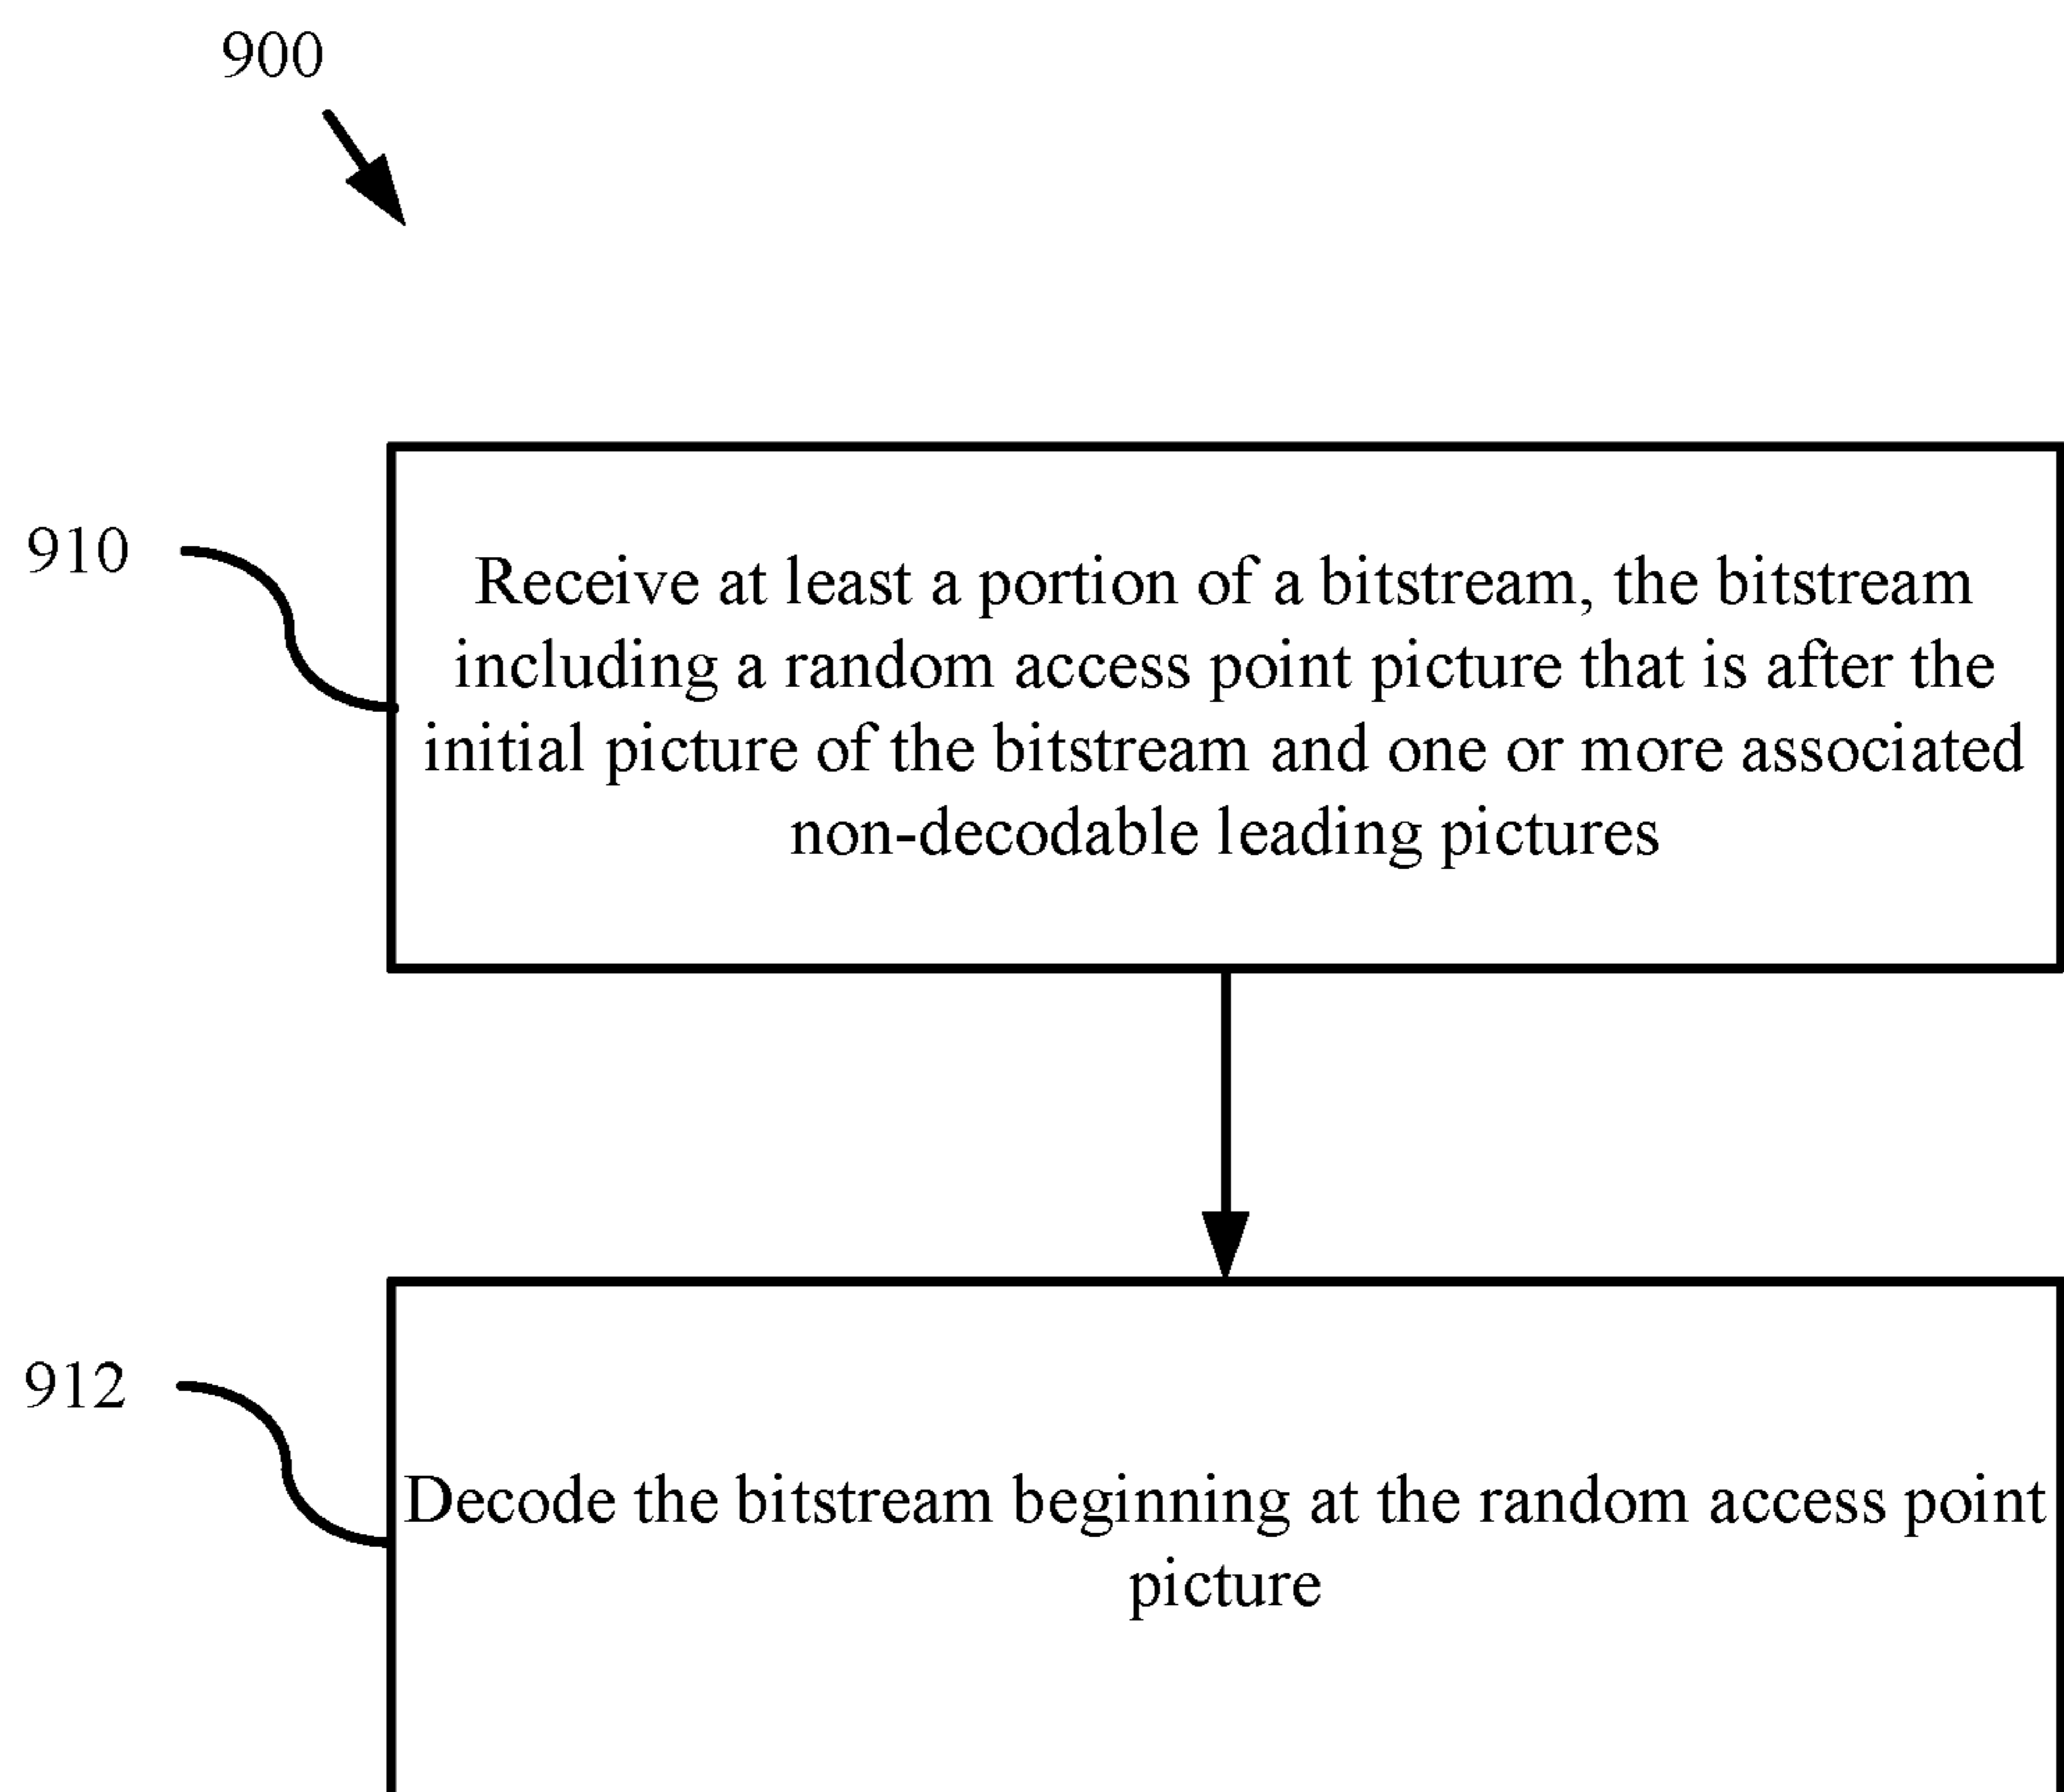 900
910
Receive at least a portion of a bitstream, the bitstream
including a random access point picture that is after the
initial picture of the bitstream and one or more associated
non-decodable leading pictures
912
Decode the bitstream beginning at the random access point
picture